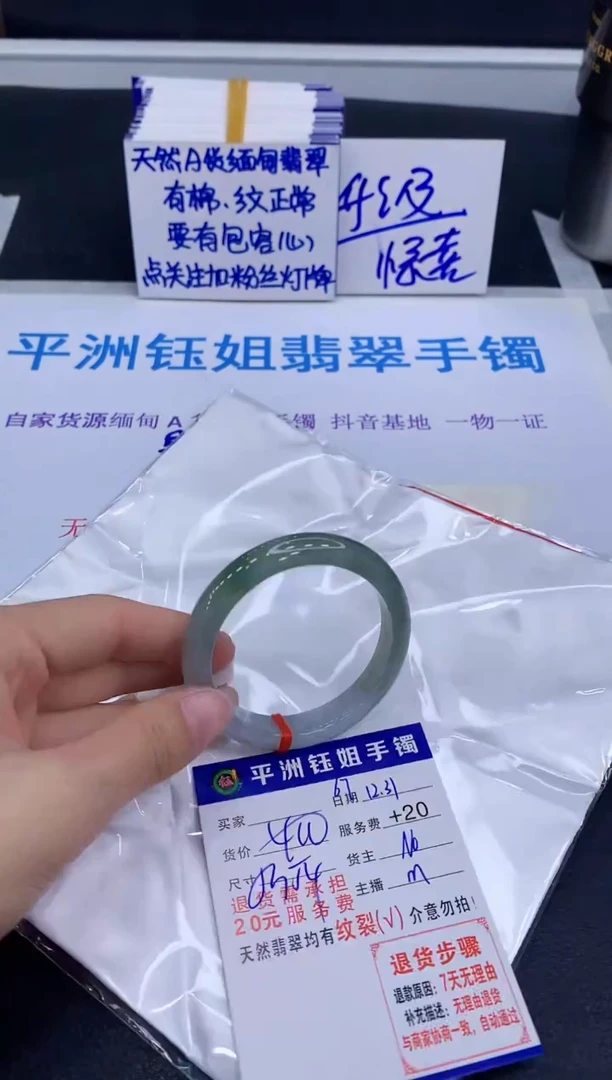 天然A货缅甸翡翠
有棉、纹正常
要有包容心
点关注加粉丝灯牌
升级
惊喜
平洲钰姐翡翠手镯
自家货源缅甸A 手镯 抖音基地 一物一证
无
平洲钰姐手镯
日期 12.31
买家
服务费 +20
货价
货主
尺寸
主播 m
退货需承担
20元服务费
天然翡翠均有纹裂(√)介意勿拍!
退货步骤
退款原因: 7天无理由
补充描述: 无理由退货
与商家协商一致，自动通过